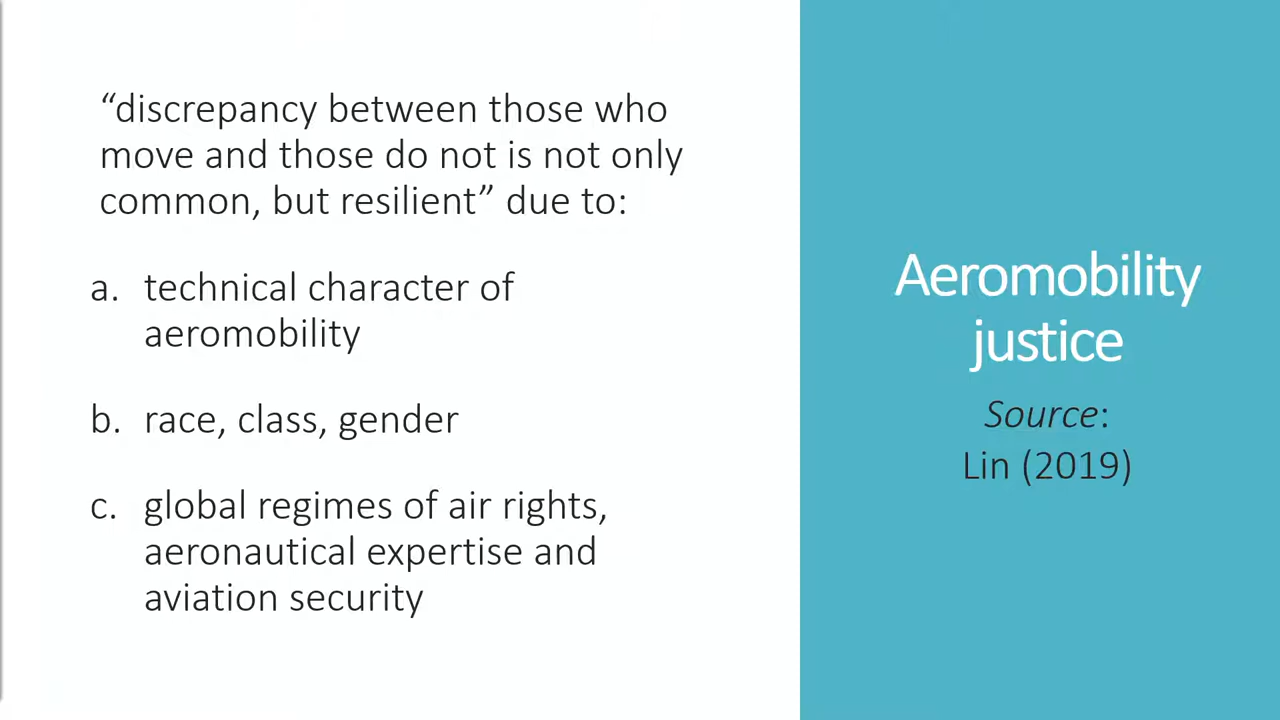 “discrepancy between those who
move and those do not is not only
common, but resilient” due to:
a. technical character of
aeromobility
b. race, class, gender
c. global regimes of air rights,
aeronautical expertise and
aviation security
Aeromobility
justice
Source:
Lin (2019)